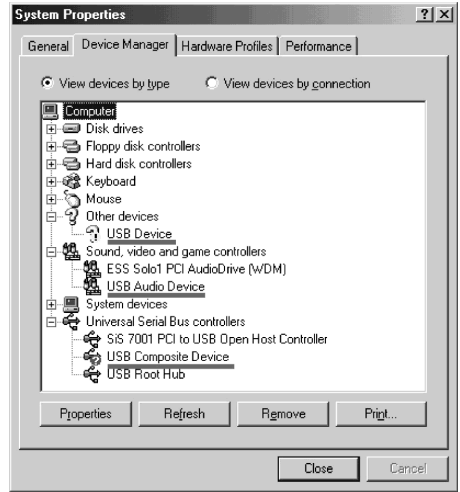 System Properties
General Device Manager Hardware Profiles Performance
View devices by type View devices by connection
Computer
Disk drives
Floppy disk controllers
Hard disk controllers
Keyboard
Mouse
Other devices
USB Device
Sound, video and game controllers
ESS Solo1 PCI AudioDrive (WDM)
USB Audio Device
System devices
Universal Serial Bus controllers
SiS 7001 PCI to USB Open Host Controller
USB Composite Device
USB Root Hub
Properties Refresh Remove Print...
Close Cancel